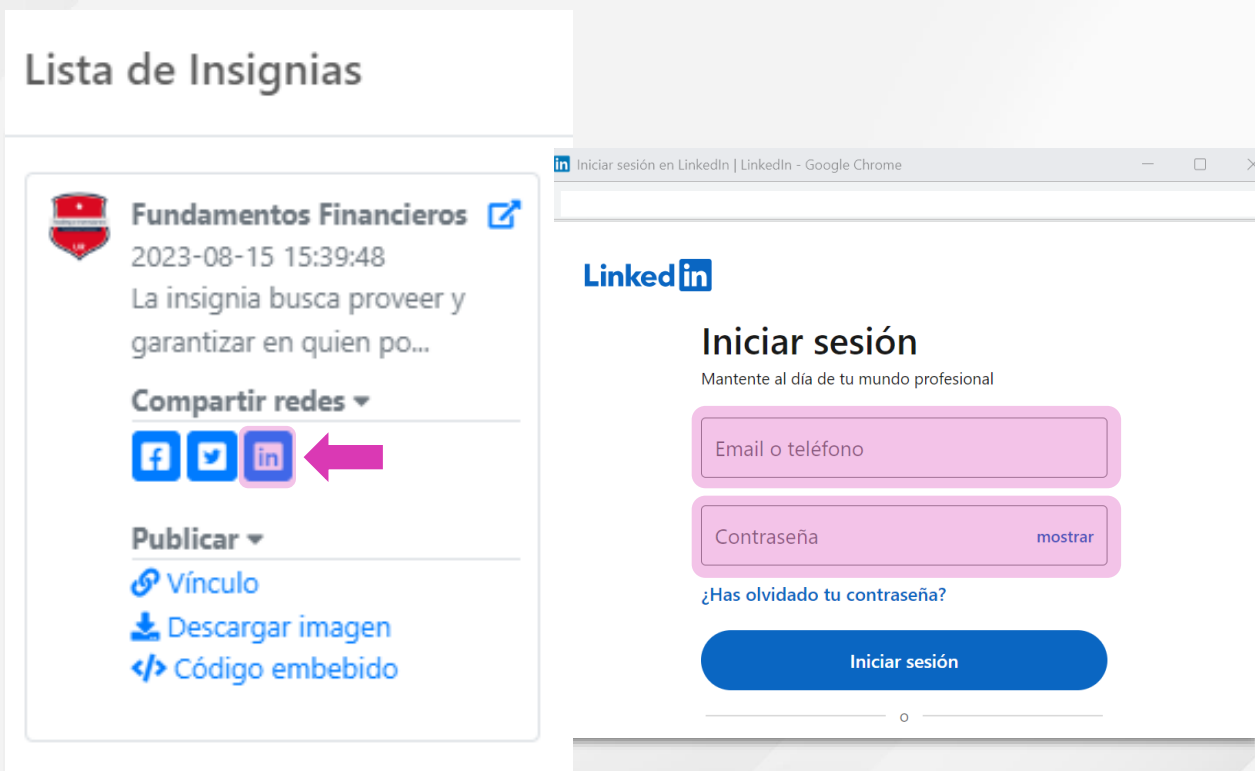 Lista de Insignias
Fundamentos Financieros
2023-08-15 15:39:48
La insignia busca proveer y
garantizar en quien po...
Compartir redes
in
Publicar
Vínculo
Descargar imagen
Código embebido
in Iniciar sesión en LinkedIn | LinkedIn - Google Chrome
Linked in
Iniciar sesión
Mantente al día de tu mundo profesional
Email o teléfono
Contraseña mostrar
¿Has olvidado tu contraseña?
Iniciar sesión
o